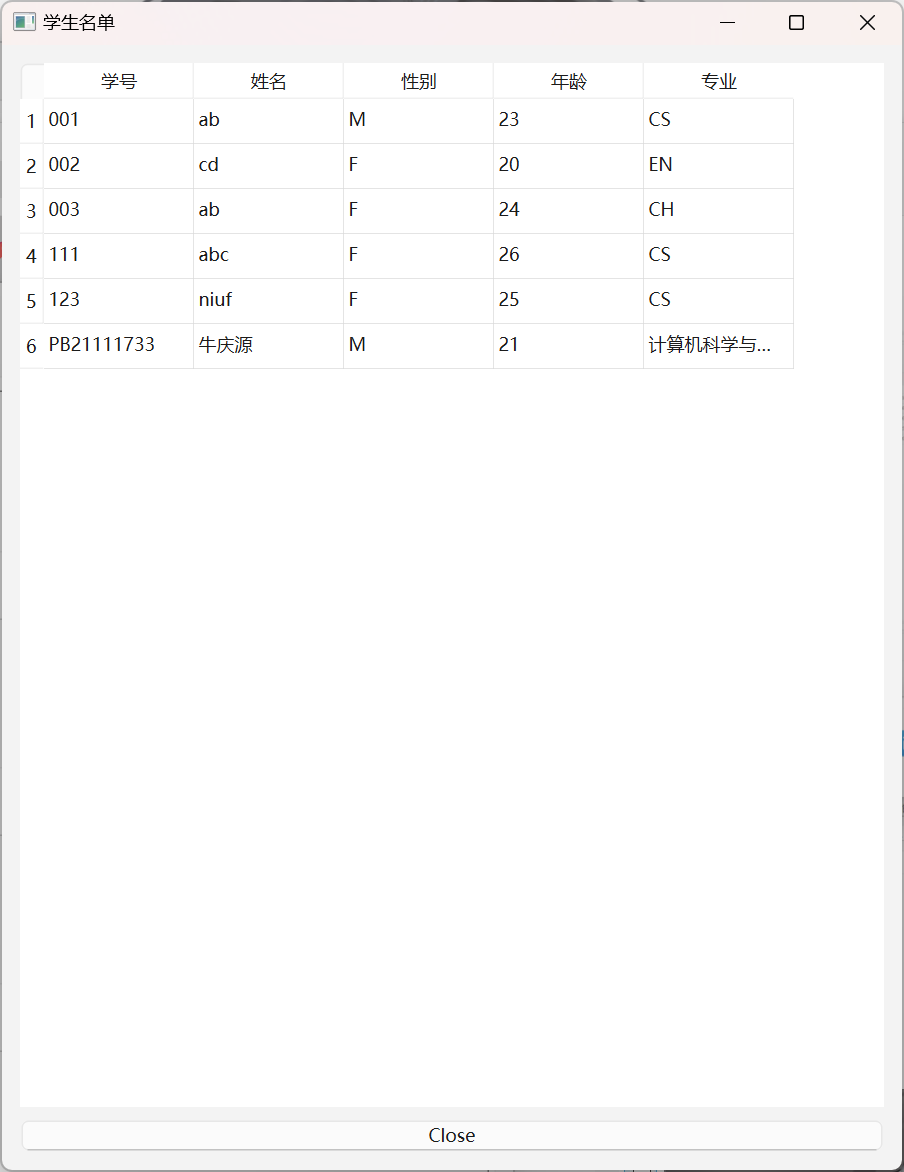 学生名单
学号 姓名 性别 年龄 专业
1 001 ab M 23 CS
2 002 cd F 20 EN
3 003 ab F 24 CH
4 111 abc F 26 CS
5 123 niuf F 25 CS
6 PB21111733 牛庆源 M 21 计算机科学与...
Close